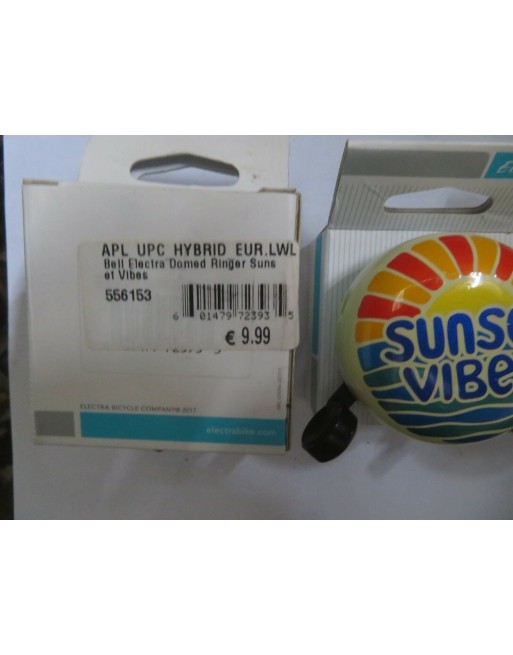 APL UPC HYBRID EUR.LWL
Bell Electra Domed Ringer Suns
et Vibes
556153
6 01479 72393 5
€ 9.99
ELECTRA BICYCLE COMPANY® 2017
electrabike.com
E
SUNSE
VIBE